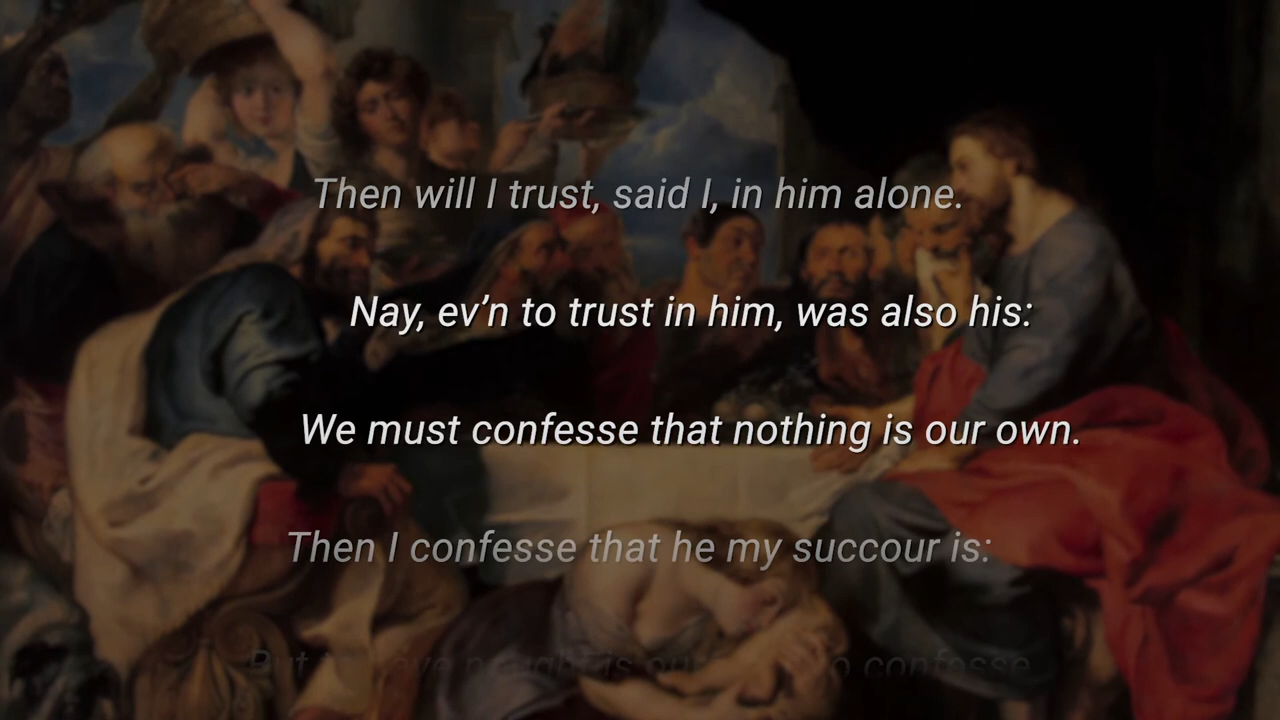 Then will I trust, said I, in him alone.
Nay, ev’n to trust in him, was also his:
We must confesse that nothing is our own.
Then I confesse that he my succour is:
confesse